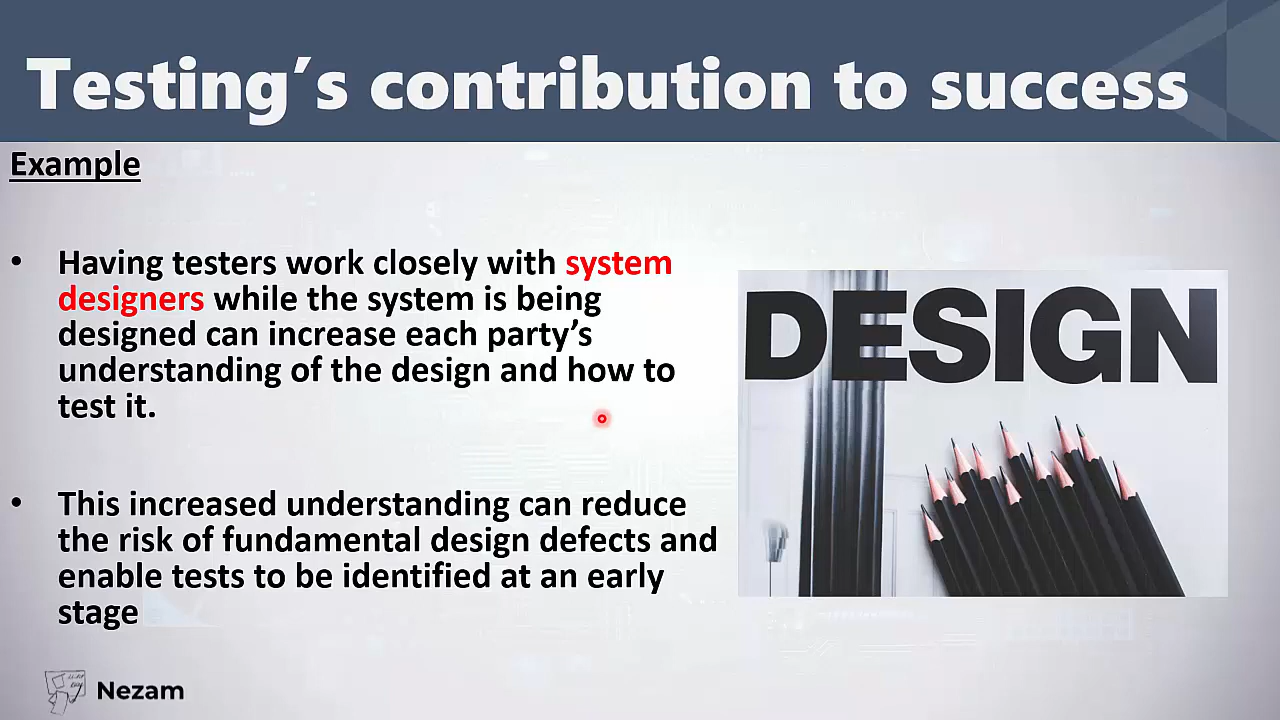 Testing′s contribution to success
Example
• Having testers work closely with system
designers while the system is being
designed can increase each party’s
understanding of the design and how to
test it.
• This increased understanding can reduce
the risk of fundamental design defects and
enable tests to be identified at an early
stage
DESIGN
Nezam